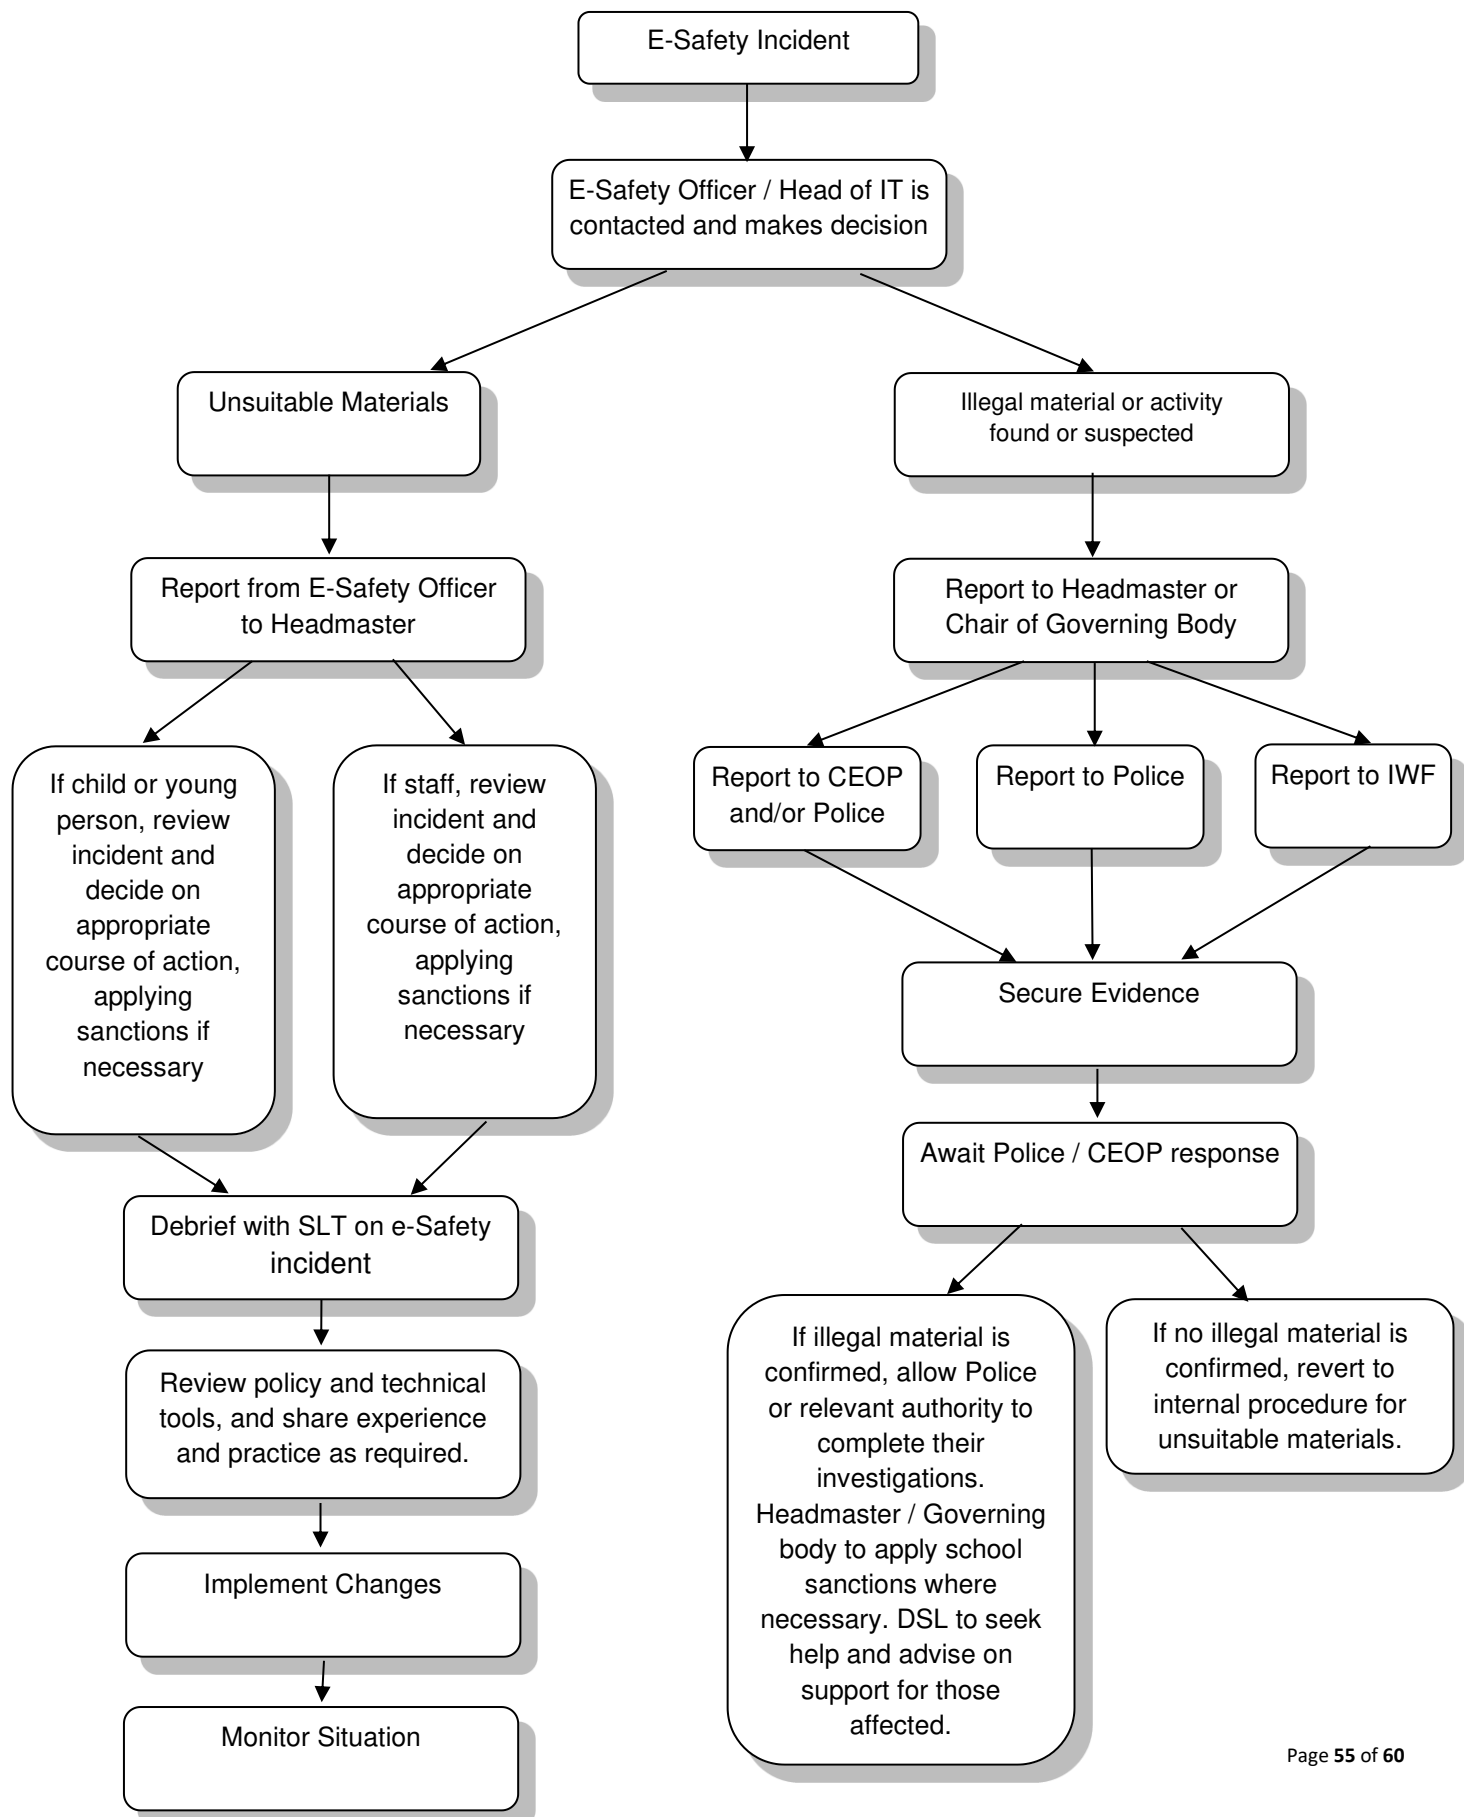 E-Safety Incident
E-Safety Officer / Head of IT is
contacted and makes decision
Unsuitable Materials
Illegal material or activity
found or suspected
Report from E-Safety Officer
to Headmaster
Report to Headmaster or
Chair of Governing Body
If child or young
person, review
incident and
decide on
appropriate
course of action,
applying
sanctions if
necessary
If staff, review
incident and
decide on
appropriate
course of action,
applying
sanctions if
necessary
Report to CEOP
and/or Police
Report to Police
Report to IWF
Secure Evidence
Await Police / CEOP response
Debrief with SLT on e-Safety
incident
Review policy and technical
tools, and share experience
and practice as required.
Implement Changes
Monitor Situation
If illegal material is
confirmed, allow Police
or relevant authority to
complete their
investigations.
Headmaster / Governing
body to apply school
sanctions where
necessary. DSL to seek
help and advise on
support for those
affected.
If no illegal material is
confirmed, revert to
internal procedure for
unsuitable materials.
Page 55 of 60